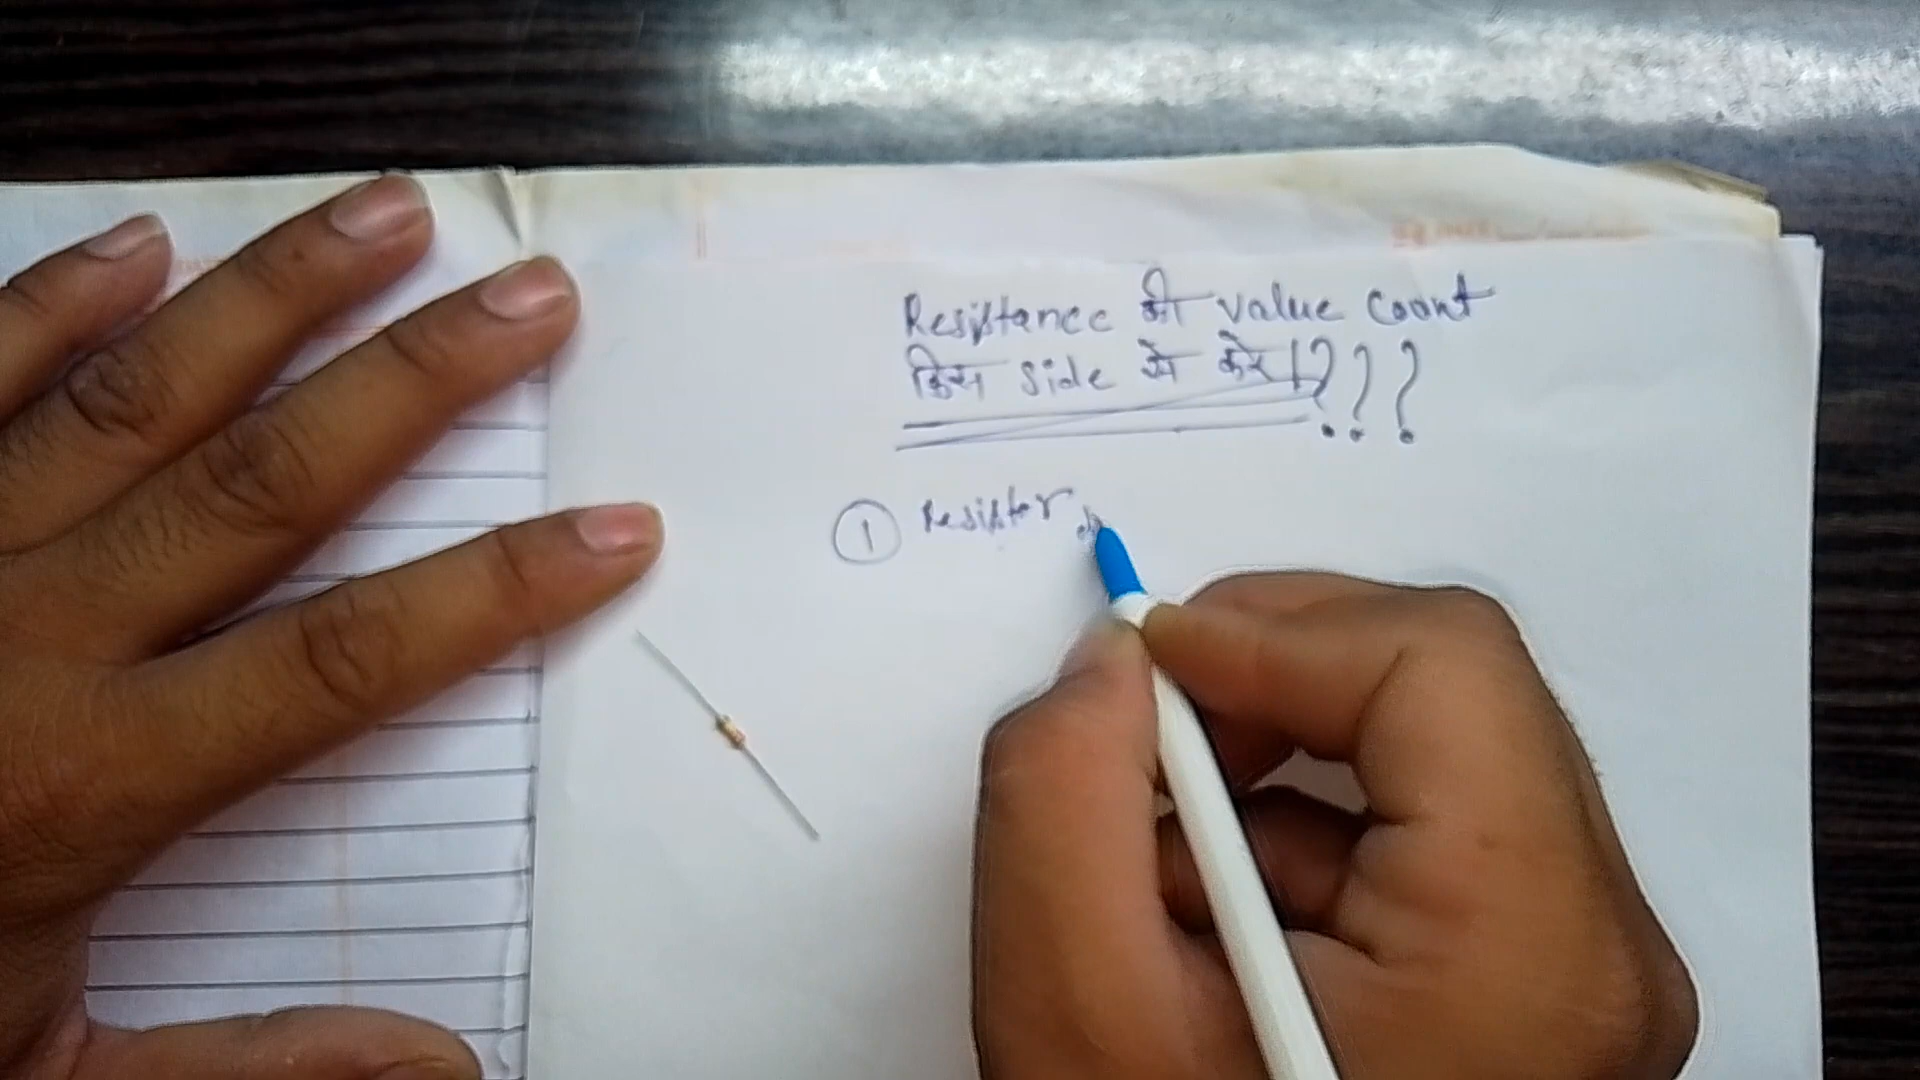 Resistance की value Count
किस side से करे।???
① Resistor